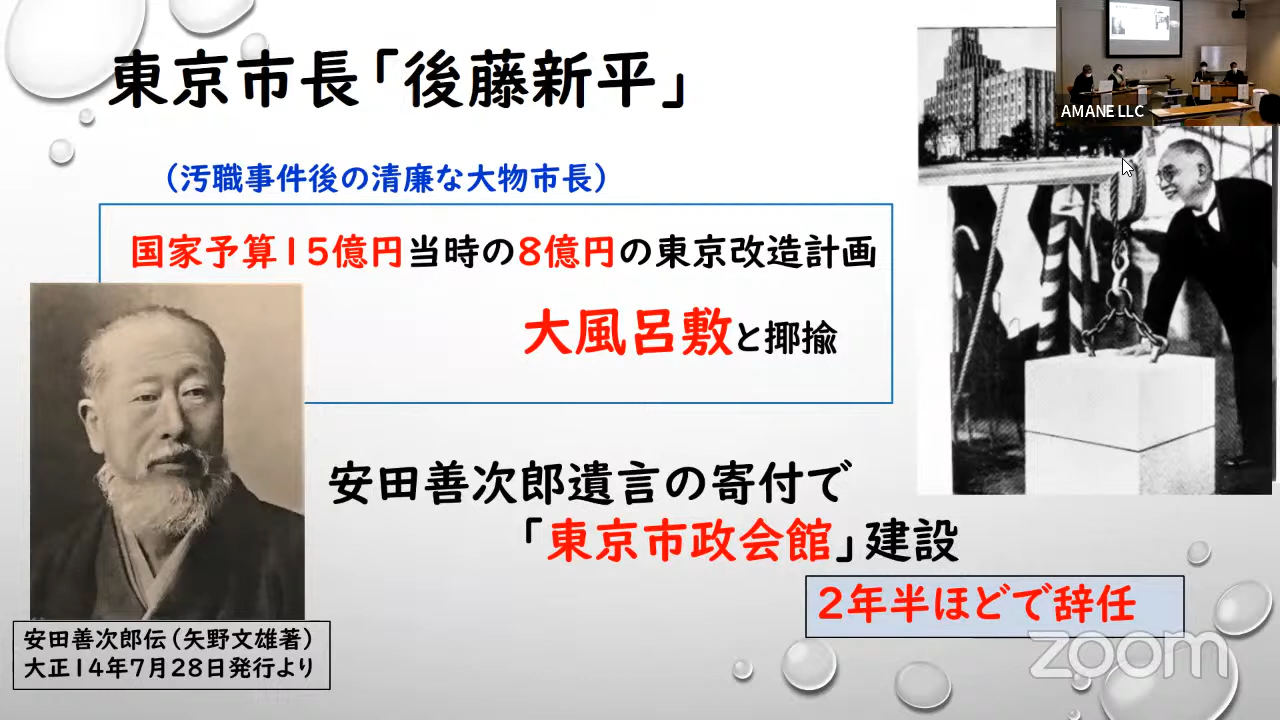 東京市長「後藤新平」
AMANE LLC
（汚職事件後の清廉な大物市長）
国家予算15億円当時の8億円の東京改造計画
大風呂敷と揶揄
安田善次郎遺言の寄付で
「東京市政会館」建設
2年半ほどで辞任
安田善次郎伝（矢野文雄著）
大正14年7月28日発行より
zoom